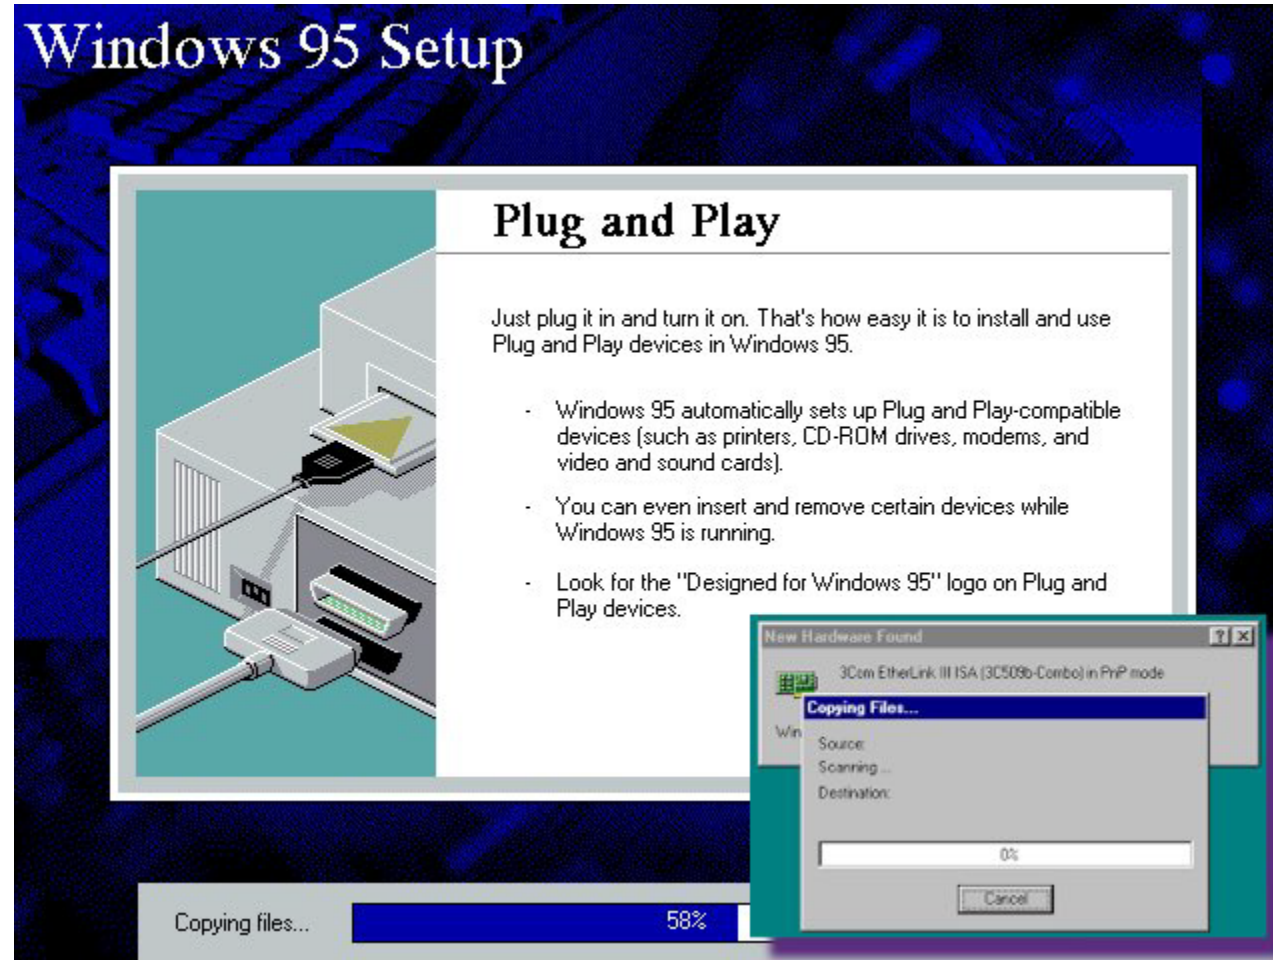 Windows 95 Setup
Plug and Play
Just plug it in and turn it on. That's how easy it is to install and use
Plug and Play devices in Windows 95.
- Windows 95 automatically sets up Plug and Play-compatible
devices (such as printers, CD-ROM drives, modems, and
video and sound cards).
- You can even insert and remove certain devices while
Windows 95 is running.
- Look for the "Designed for Windows 95" logo on Plug and
Play devices.
New Hardware Found
3Com EtherLink III ISA (3C509b-Combo) in PnP mode
Win
Copying Files...
Source:
Scanning ...
Destination:
0%
Cancel
Copying files...
58%